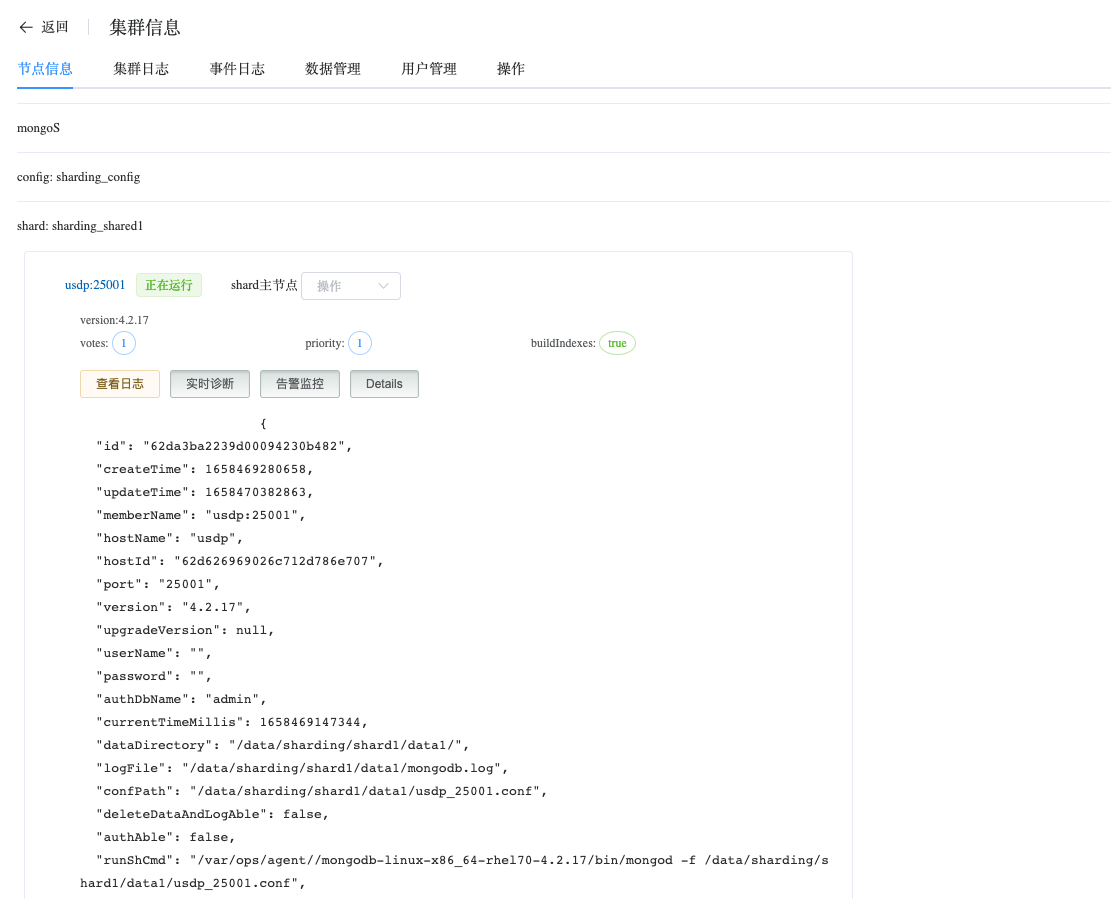 返回 集群信息
节点信息 集群日志 事件日志 数据管理 用户管理 操作
mongoS
config: sharding_config
shard: sharding_shared1
usdp:25001 正在运行 shard主节点 操作
version:4.2.17
votes: 1 priority: 1 buildIndexes: true
查看日志 实时诊断 告警监控 Details
{
"id": "62da3ba2239d00094230b482",
"createTime": 1658469280658,
"updateTime": 1658470382863,
"memberName": "usdp:25001",
"hostName": "usdp",
"hostId": "62d626969026c712d786e707",
"port": "25001",
"version": "4.2.17",
"upgradeVersion": null,
"userName": "",
"password": "",
"authDbName": "admin",
"currentTimeMillis": 1658469147344,
"dataDirectory": "/data/sharding/shard1/data1/",
"logFile": "/data/sharding/shard1/data1/mongodb.log",
"confPath": "/data/sharding/shard1/data1/usdp_25001.conf",
"deleteDataAndLogAble": false,
"authAble": false,
"runShCmd": "/var/ops/agent//mongodb-linux-x86_64-rhel70-4.2.17/bin/mongod -f /data/sharding/s
hard1/data1/usdp_25001.conf",